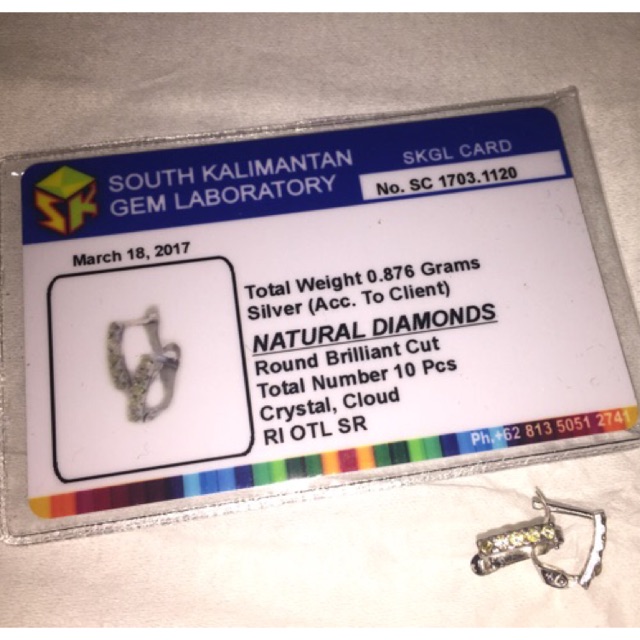 SK
SOUTH KALIMANTAN
GEM LABORATORY
SKGL CARD
No. SC 1703.1120
March 18, 2017
Total Weight 0.876 Grams
Silver (Acc. To Client)
NATURAL DIAMONDS
Round Brilliant Cut
Total Number 10 Pcs
Crystal, Cloud
RI OTL SR
Ph.+62 813 5051 2741